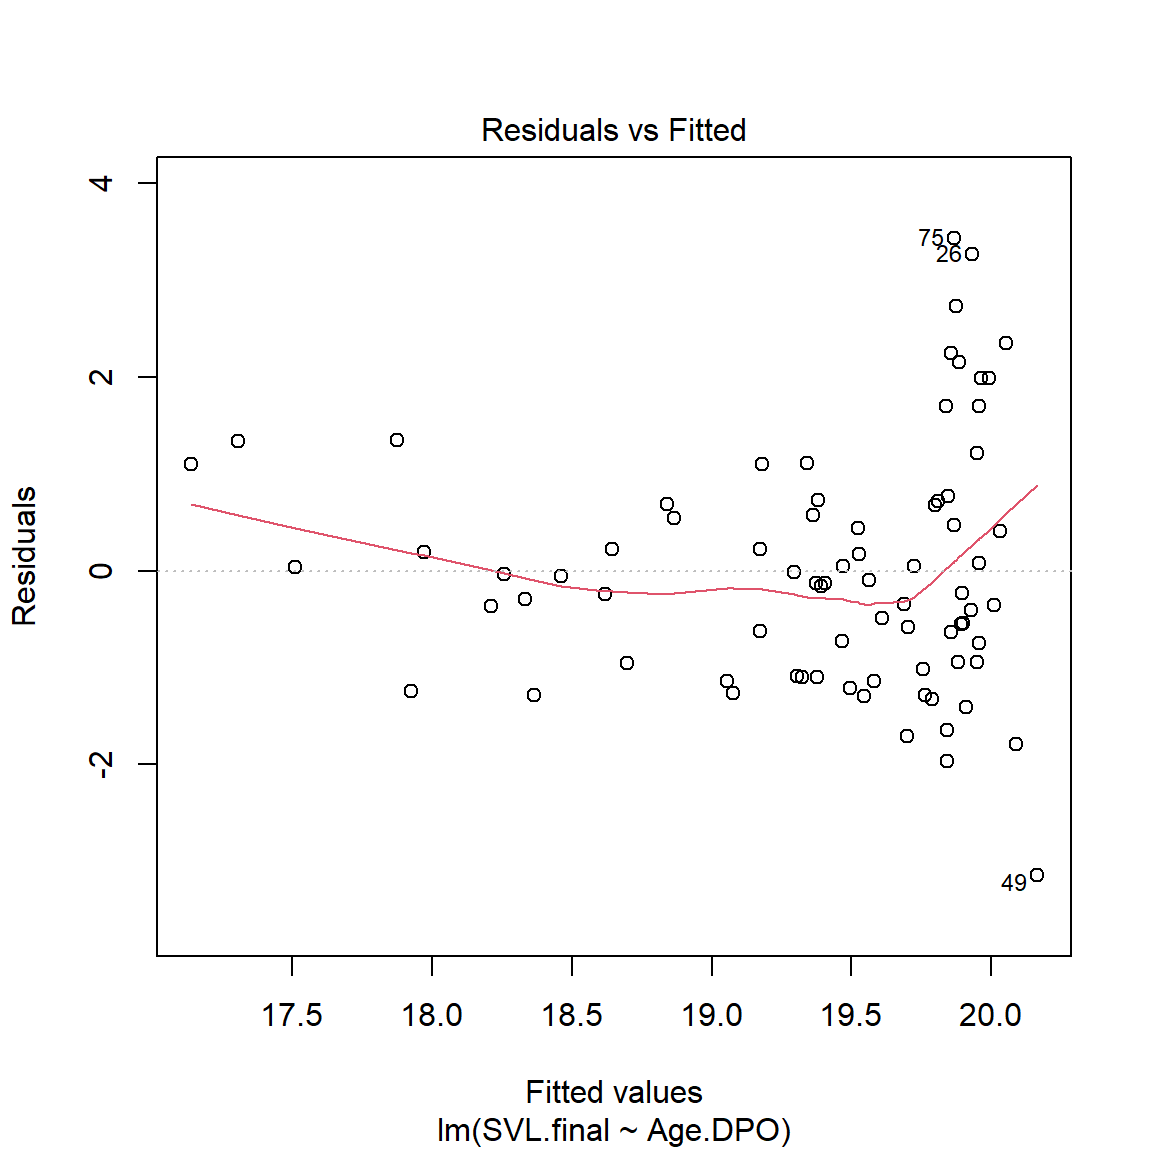 Residuals vs Fitted
Residuals
4
2
0
-2
75
26
49
17.5 18.0 18.5 19.0 19.5 20.0
Fitted values
lm(SVL.final ~ Age.DPO)